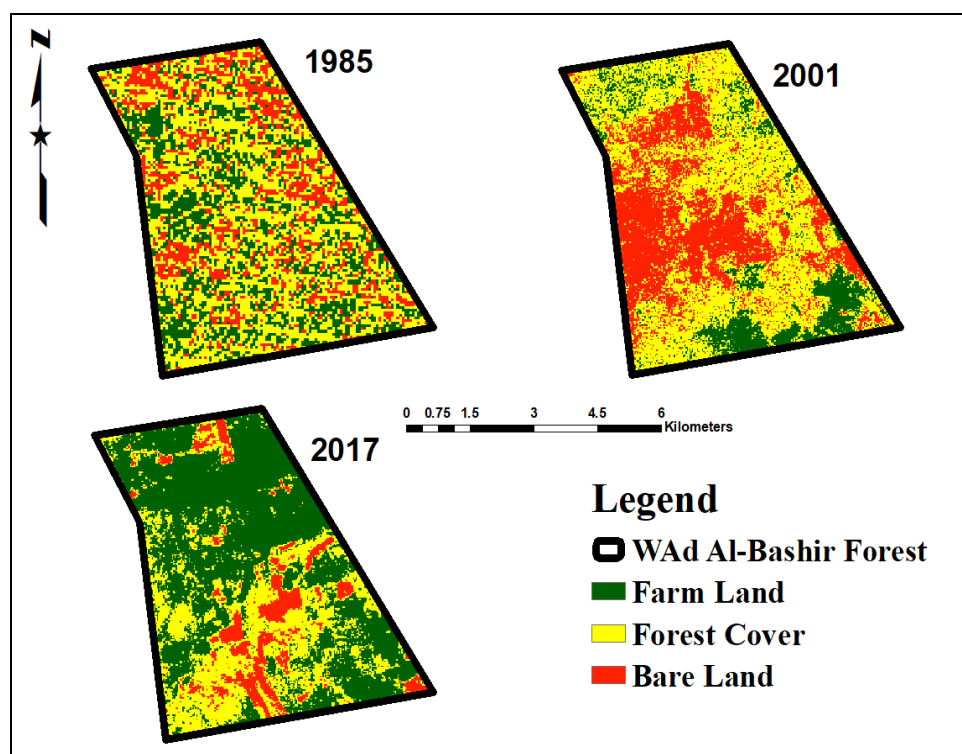 N
1985
2001
2017
0 0.75 1.5 3 4.5 6
Kilometers
Legend
WAd Al-Bashir Forest
Farm Land
Forest Cover
Bare Land